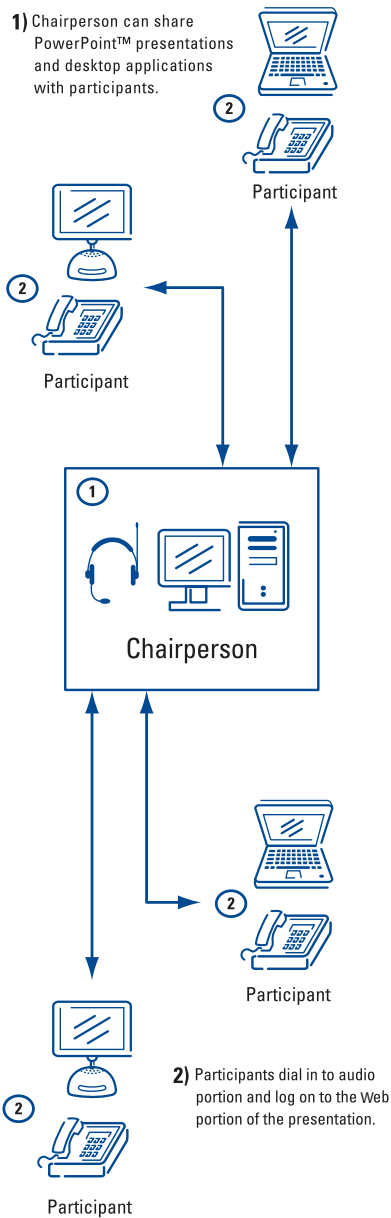 1) Chairperson can share
PowerPoint™ presentations
and desktop applications
with participants.
2
Participant
2
Participant
1
Chairperson
2
Participant
2) Participants dial in to audio
portion and log on to the Web
portion of the presentation.
2
Participant